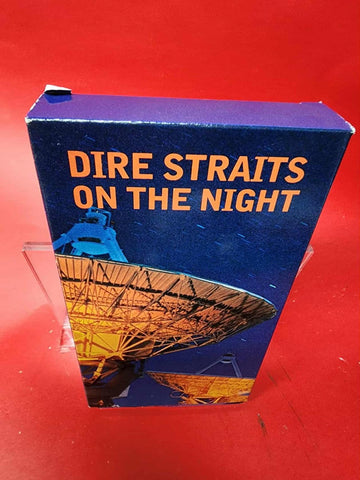 DIRE STRAITS
ON THE NIGHT